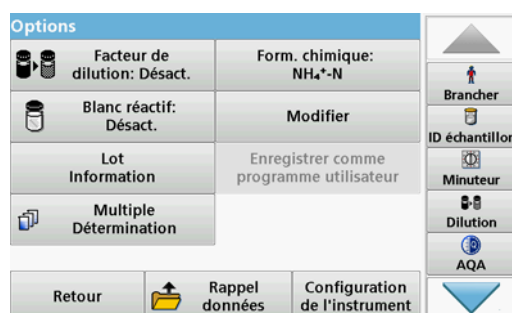 Options
Facteur de
dilution: Désact.
Form. chimique:
NH₄⁺-N
Blanc réactif:
Désact.
Modifier
Lot
Information
Enregistrer comme
programme utilisateur
Multiple
Détermination
Retour
Rappel
données
Configuration
de l'instrument
Brancher
ID échantillon
Minuteur
Dilution
AQA